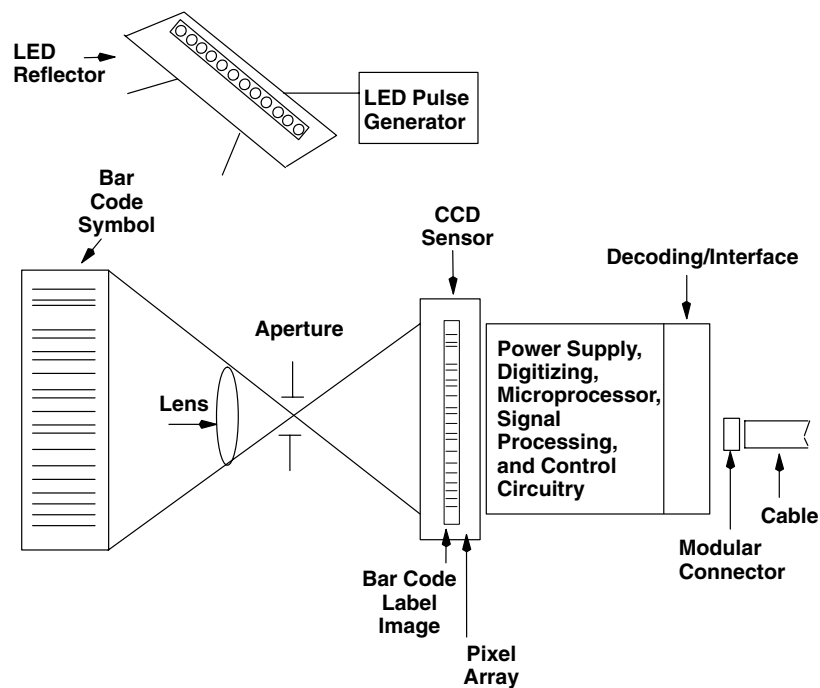 LED
Reflector
LED Pulse
Generator
Bar
Code
Symbol
CCD
Sensor
Decoding/Interface
Aperture
Lens
Power Supply,
Digitizing,
Microprocessor,
Signal
Processing,
and Control
Circuitry
Cable
Modular
Connector
Bar Code
Label
Image
Pixel
Array